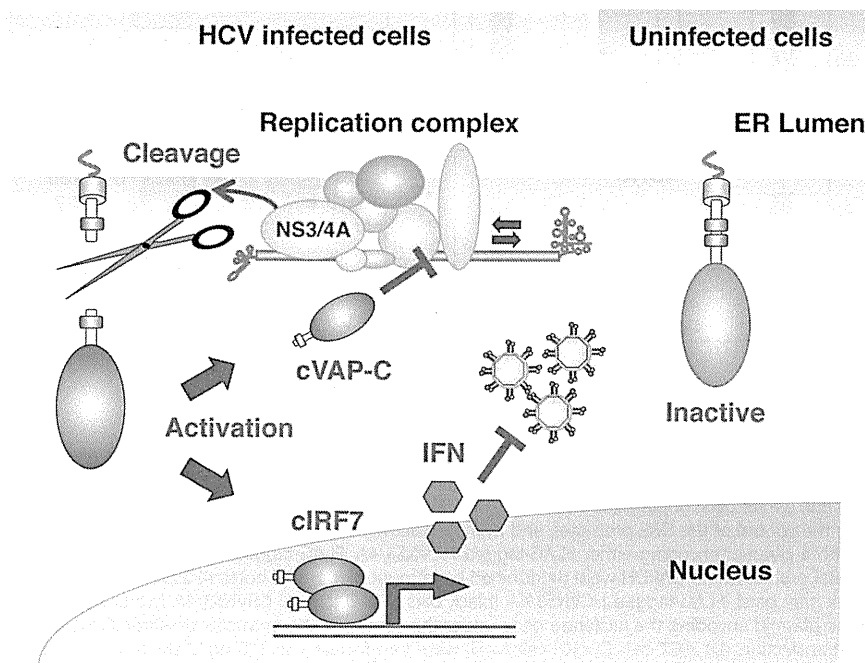 HCV infected cells
Uninfected cells
Replication complex
ER Lumen
Cleavage
NS3/4A
cVAP-C
Inactive
Activation
IFN
cIRF7
Nucleus